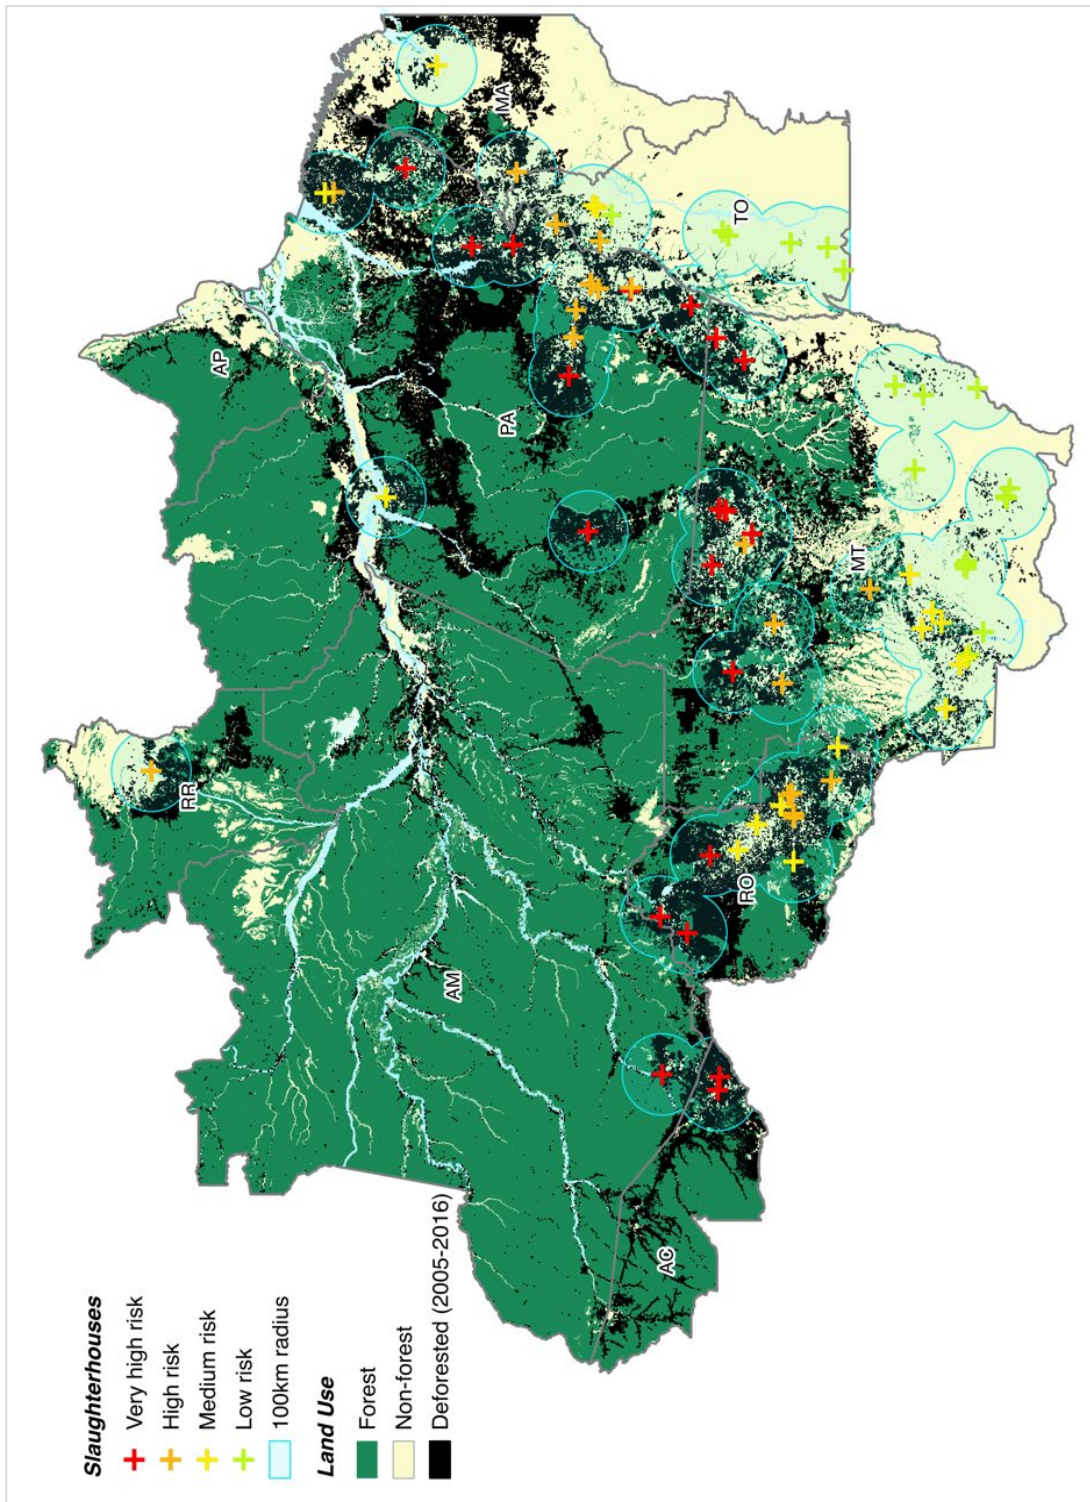 Slaughterhouses
Very high risk
High risk
Medium risk
Low risk
100km radius
Land Use
Forest
Non-forest
Deforested (2005-2016)
RR
AP
AM
PA
MA
AC
RO
MT
TO